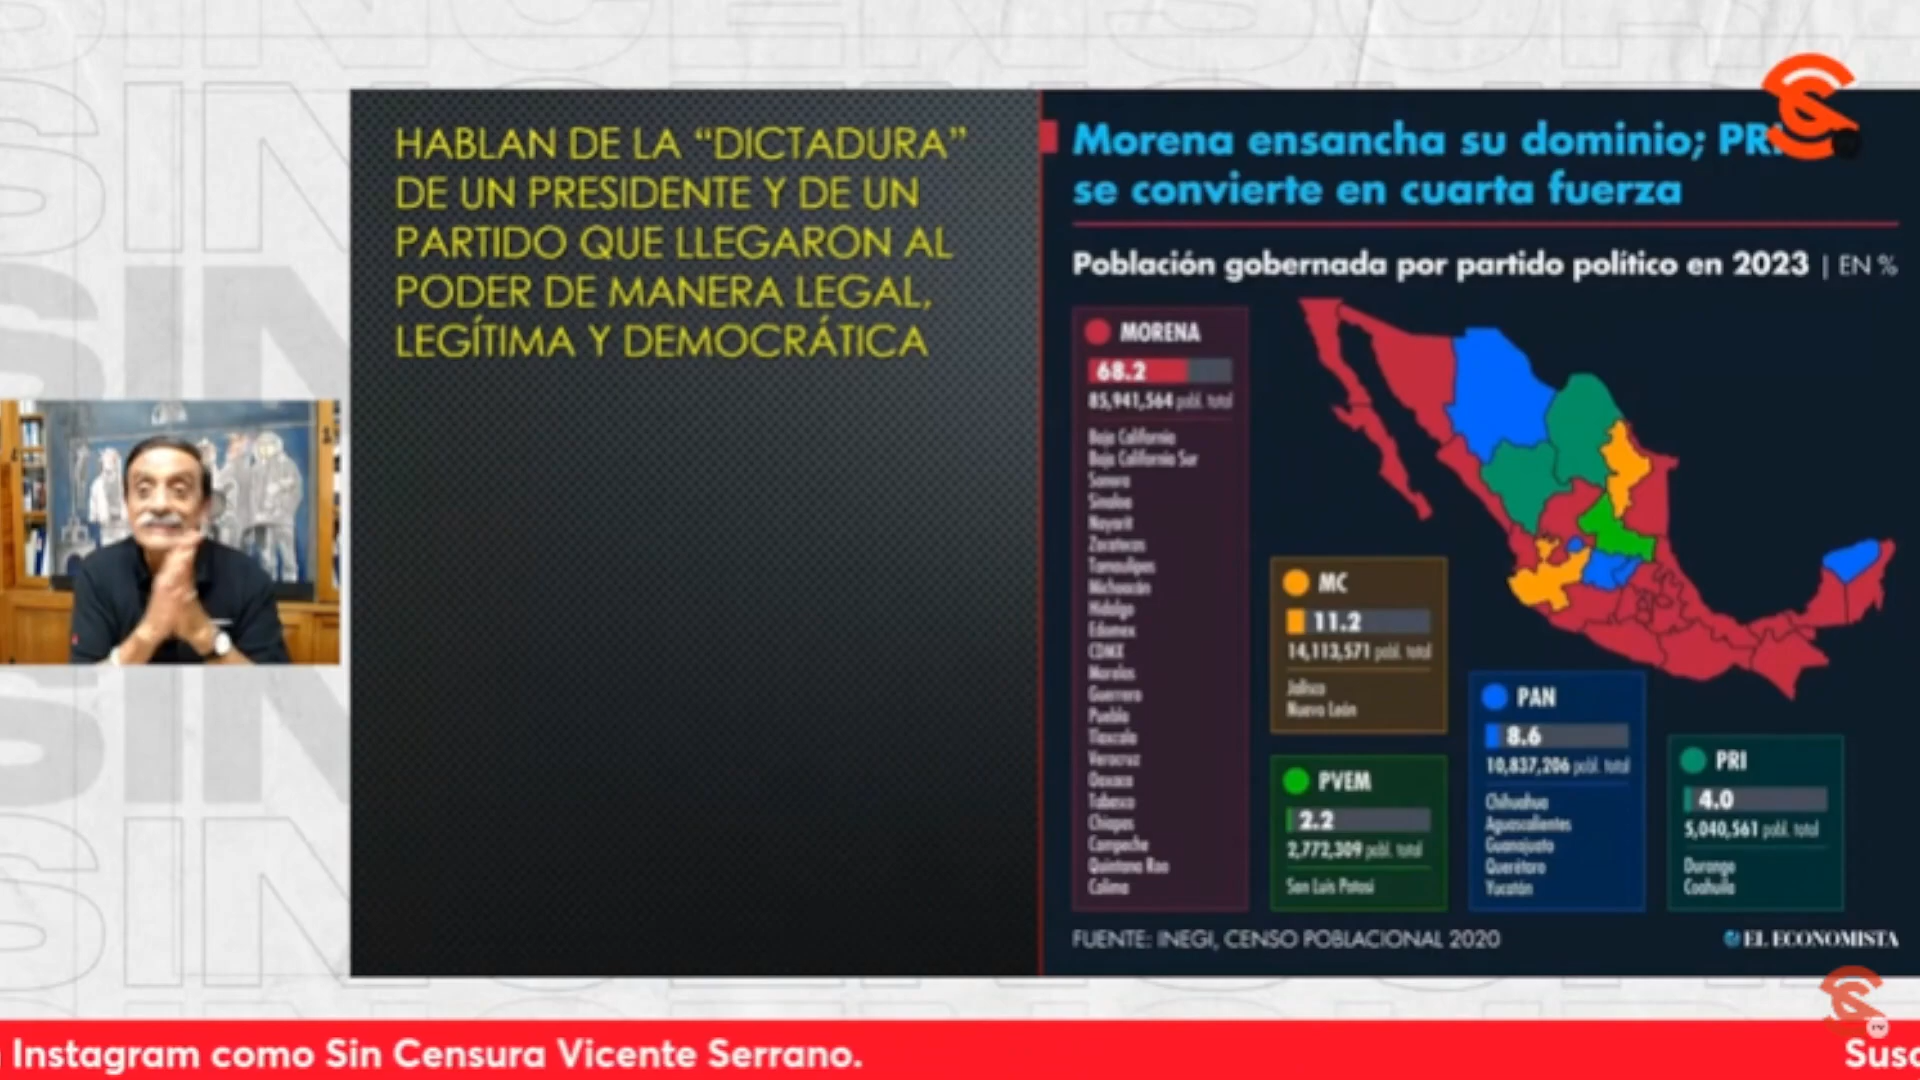 HABLAN DE LA “DICTADURA”
DE UN PRESIDENTE Y DE UN
PARTIDO QUE LLEGARON AL
PODER DE MANERA LEGAL,
LEGÍTIMA Y DEMOCRÁTICA
Morena ensancha su dominio; PRI
se convierte en cuarta fuerza
Población gobernada por partido político en 2023 | EN %
MORENA
68.2
85,941,564 pobl. total
Baja California
Baja California Sur
Sonora
Sinaloa
Nayarit
Zacatecas
Tamaulipas
Michoacán
Hidalgo
Edomex
CDMX
Morelos
Guerrero
Puebla
Tlaxcala
Veracruz
Oaxaca
Tabasco
Chiapas
Campeche
Quintana Roo
Colima
MC
11.2
14,113,571 pobl. total
Jalisco
Nuevo León
PVEM
2.2
2,772,309 pobl. total
San Luis Potosí
PAN
8.6
10,837,206 pobl. total
Chihuahua
Aguascalientes
Guanajuato
Querétaro
Yucatán
PRI
4.0
5,040,561 pobl. total
Durango
Coahuila
FUENTE: INEGI, CENSO POBLACIONAL 2020
EL ECONOMISTA
Instagram como Sin Censura Vicente Serrano.
Susc